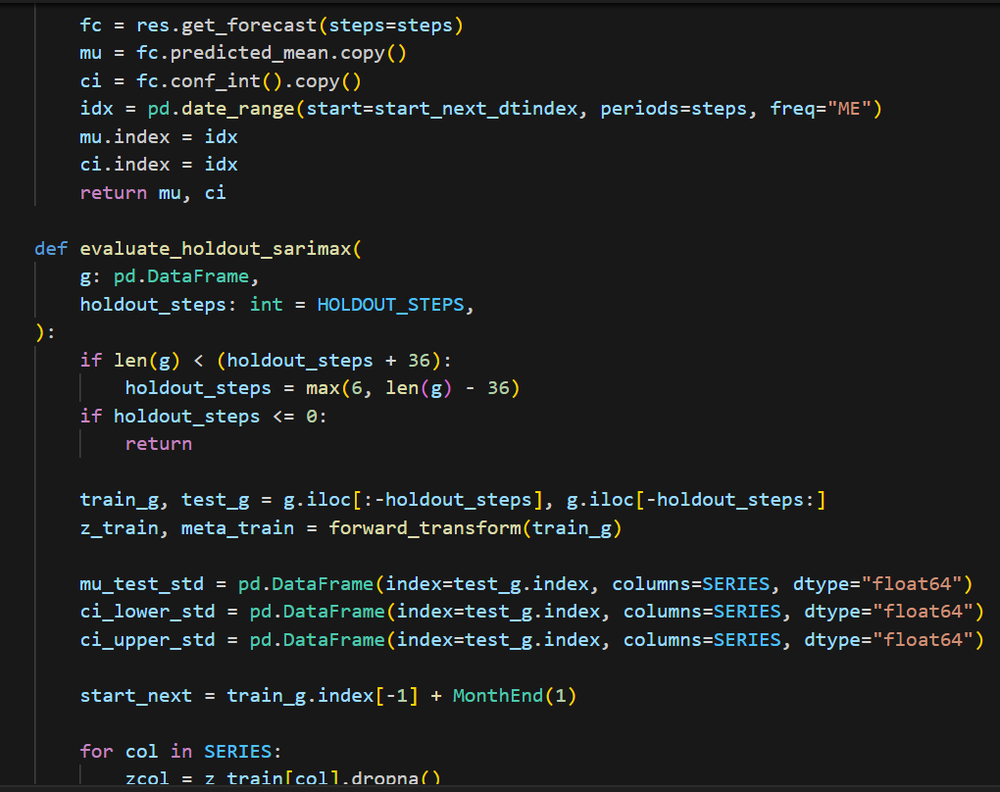 fc = res.get_forecast(steps=steps)
mu = fc.predicted_mean.copy()
ci = fc.conf_int().copy()
idx = pd.date_range(start=start_next_dtindex, periods=steps, freq="ME")
mu.index = idx
ci.index = idx
return mu, ci
def evaluate_holdout_sarimax(
g: pd.DataFrame,
holdout_steps: int = HOLDOUT_STEPS,
):
if len(g) < (holdout_steps + 36):
holdout_steps = max(6, len(g) - 36)
if holdout_steps <= 0:
return
train_g, test_g = g.iloc[:-holdout_steps], g.iloc[-holdout_steps:]
z_train, meta_train = forward_transform(train_g)
mu_test_std = pd.DataFrame(index=test_g.index, columns=SERIES, dtype="float64")
ci_lower_std = pd.DataFrame(index=test_g.index, columns=SERIES, dtype="float64")
ci_upper_std = pd.DataFrame(index=test_g.index, columns=SERIES, dtype="float64")
start_next = train_g.index[-1] + MonthEnd(1)
for col in SERIES:
zcol = z_train[col].dropna()